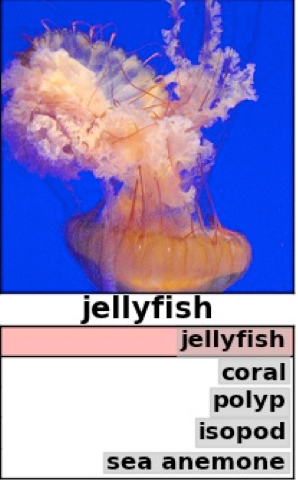 jellyfish
jellyfish
coral
polyp
isopod
sea anemone